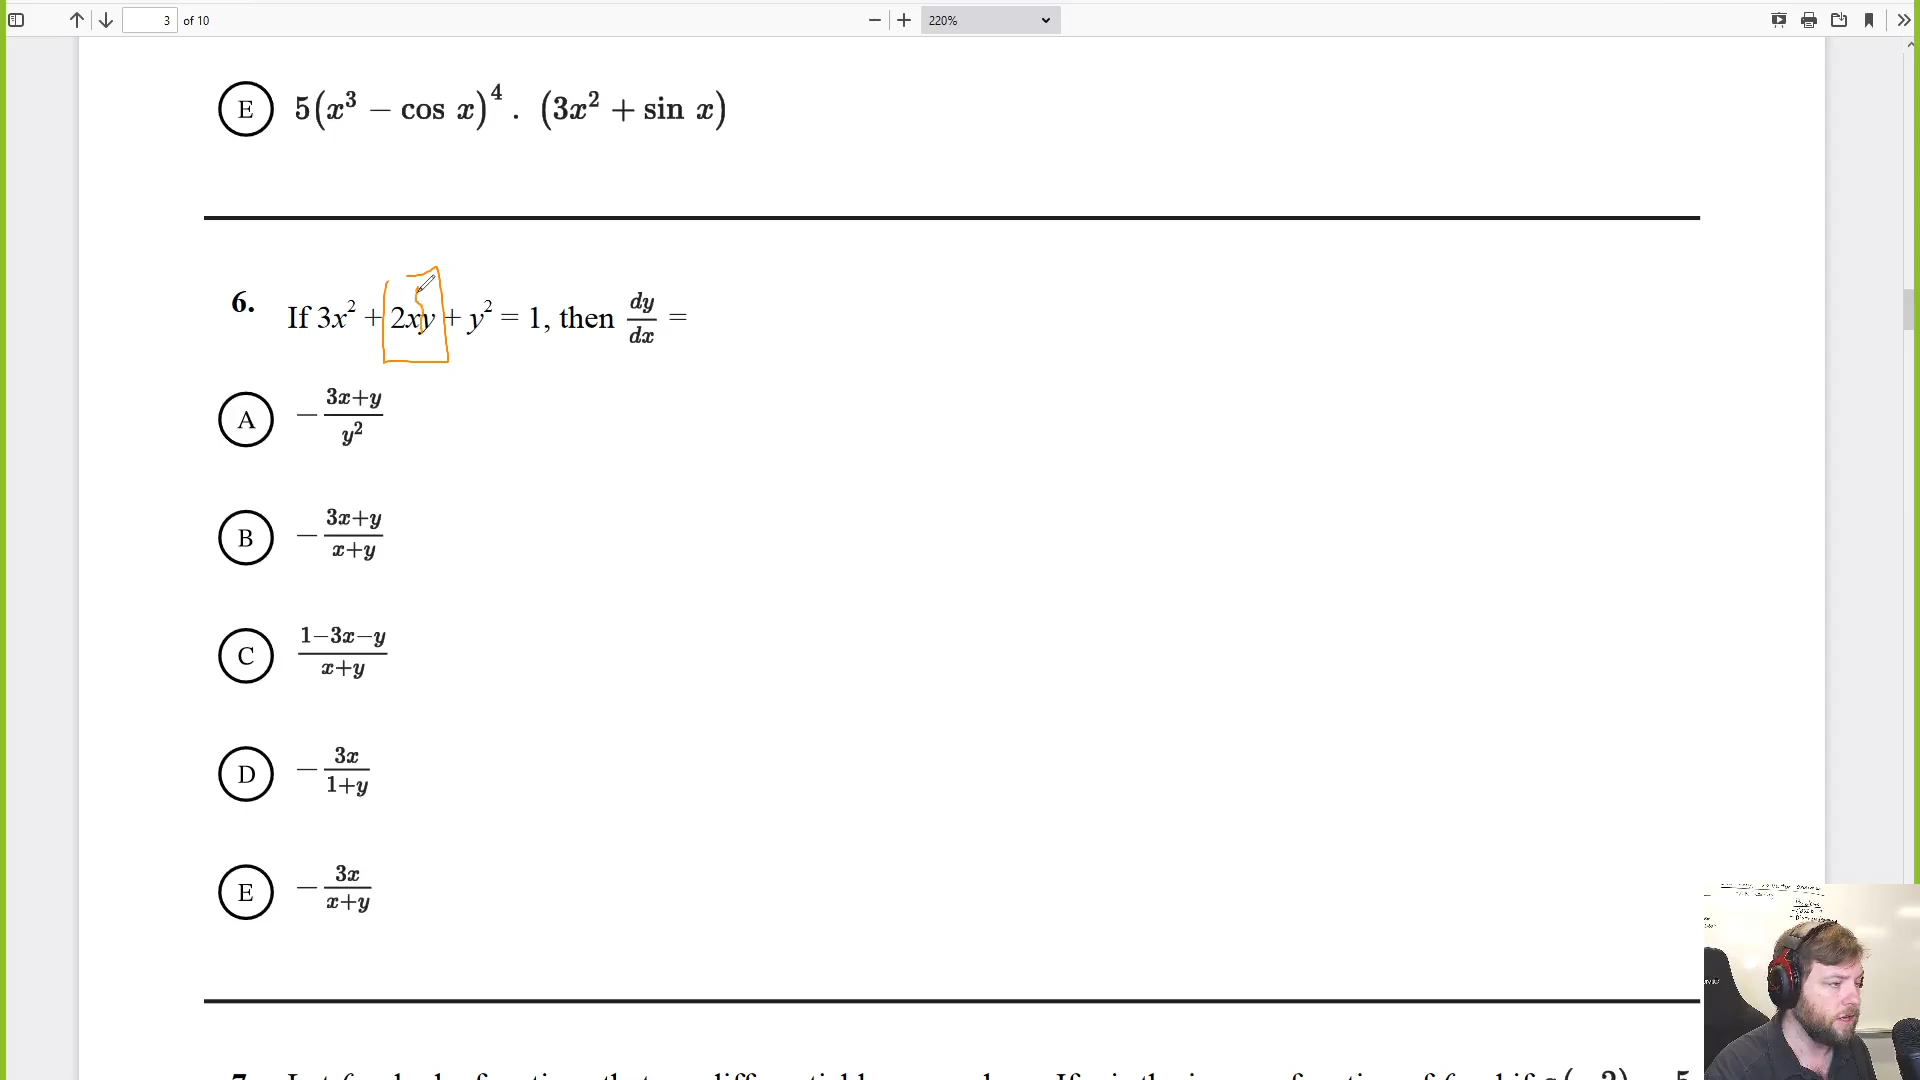 3 of 10 220%
E 5(x³ − cos x)⁴ . (3x² + sin x)
6. If 3x² + 2xy + y² = 1, then dy/dx =
A − 3x+y/y²
B − 3x+y/x+y
C 1−3x−y/x+y
D − 3x/1+y
E − 3x/x+y